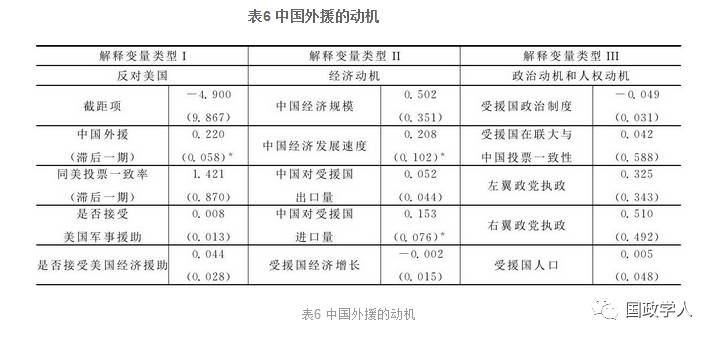 表6 中国外援的动机
解释变量类型 I 解释变量类型 II 解释变量类型 III
反对美国 经济动机 政治动机和人权动机
截距项 -4.900 (9.867) 中国经济规模 0.502 (0.351) 受援国政治制度 -0.049 (0.031)
中国外援 (滞后一期) 0.220 (0.058)* 中国经济发展速度 0.208 (0.102)* 受援国在联大与中国投票一致性 0.042 (0.588)
同美投票一致率 (滞后一期) 1.421 (0.870) 中国对受援国出口量 0.052 (0.044) 左翼政党执政 0.325 (0.343)
是否接受美国军事援助 0.008 (0.013) 中国对受援国进口量 0.153 (0.076)* 右翼政党执政 0.510 (0.492)
是否接受美国经济援助 0.044 (0.028) 受援国经济增长 -0.002 (0.015) 受援国人口 0.005 (0.048)
国政学人
表6 中国外援的动机